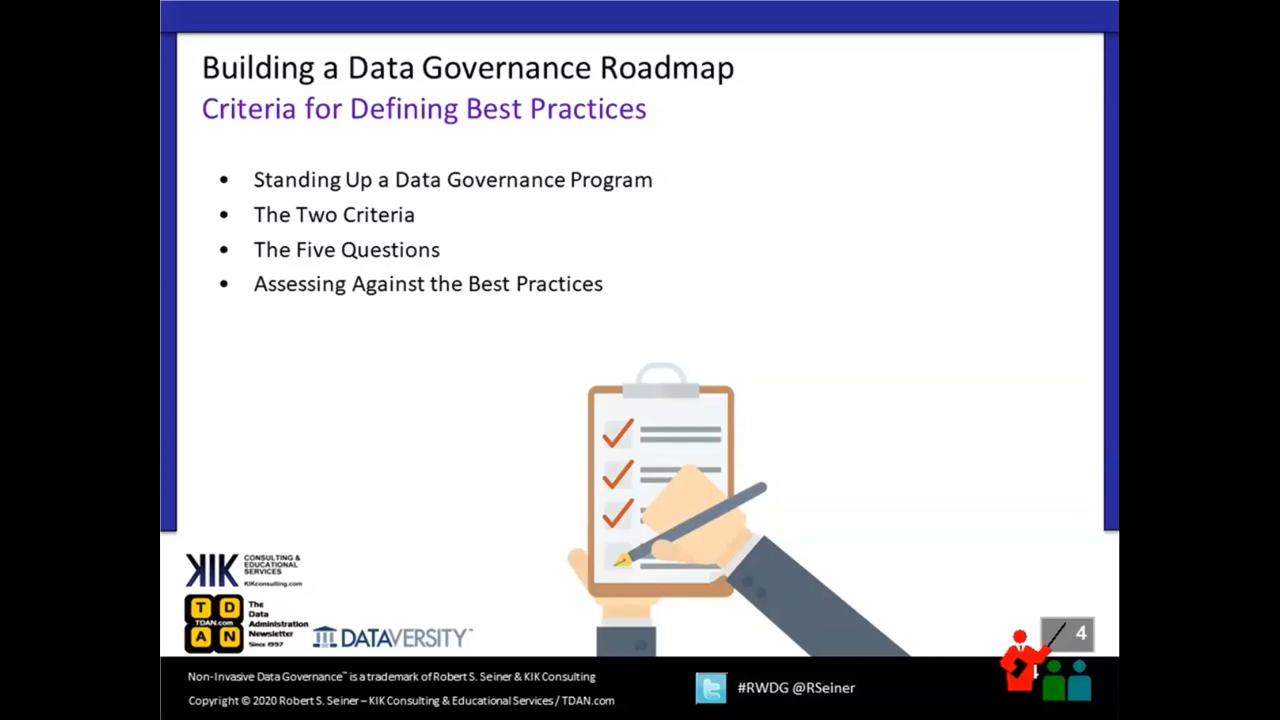 Building a Data Governance Roadmap
Criteria for Defining Best Practices
• Standing Up a Data Governance Program
• The Two Criteria
• The Five Questions
• Assessing Against the Best Practices
KIK CONSULTING &
EDUCATIONAL
SERVICES
KIKconsulting.com
T D
TDAN.com
A N
The
Data
Administration
Newsletter
Since 1997
DATAVERSITY™
4
Non-Invasive Data Governance™ is a trademark of Robert S. Seiner & KIK Consulting
Copyright © 2020 Robert S. Seiner – KIK Consulting & Educational Services / TDAN.com
#RWDG @RSeiner